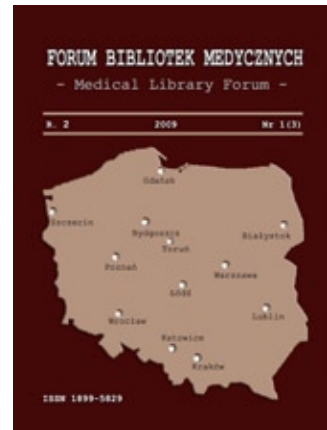 FORUM BIBLIOTEK MEDYCZNYCH
- Medical Library Forum -
R. 2 2009 Nr 1(3)
Gdańsk
Szczecin
Bydgoszcz
Białystok
Toruń
Poznań
Warszawa
Łódź
Wrocław
Lublin
Katowice
Kraków
ISSN 1899-5829